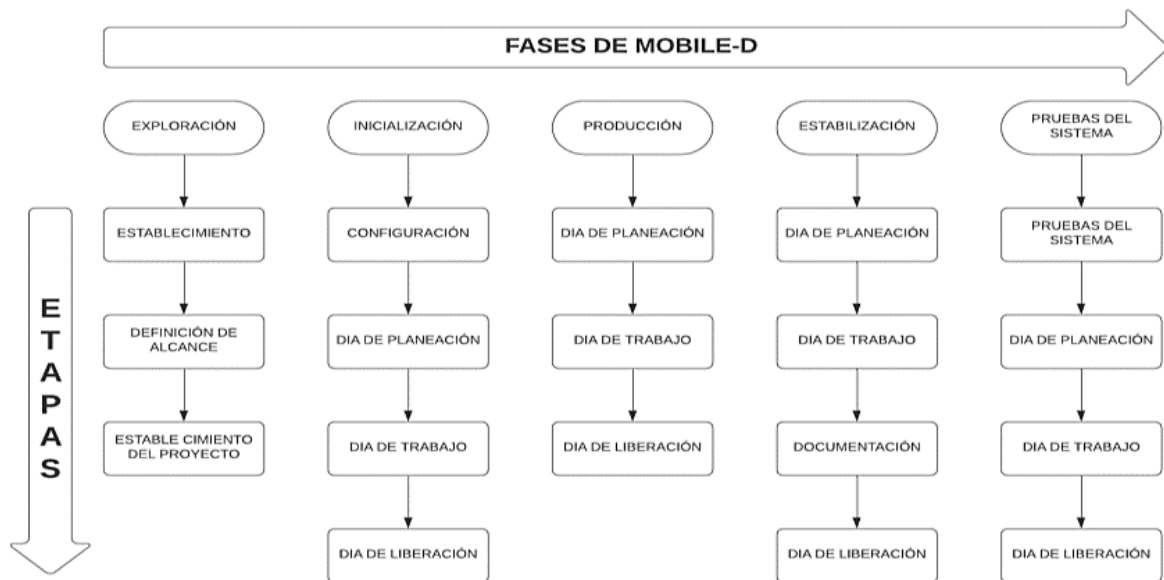 FASES DE MOBILE-D
EXPLORACIÓN
INICIALIZACIÓN
PRODUCCIÓN
ESTABILIZACIÓN
PRUEBAS DEL
SISTEMA
ETAPAS
ESTABLECIMIENTO
CONFIGURACIÓN
DIA DE PLANEACIÓN
DIA DE PLANEACIÓN
PRUEBAS DEL
SISTEMA
DEFINICIÓN DE
ALCANCE
DIA DE PLANEACIÓN
DIA DE TRABAJO
DIA DE TRABAJO
DIA DE PLANEACIÓN
ESTABLE CIMIENTO
DEL PROYECTO
DIA DE TRABAJO
DIA DE LIBERACIÓN
DOCUMENTACIÓN
DIA DE TRABAJO
DIA DE LIBERACIÓN
DIA DE LIBERACIÓN
DIA DE LIBERACIÓN